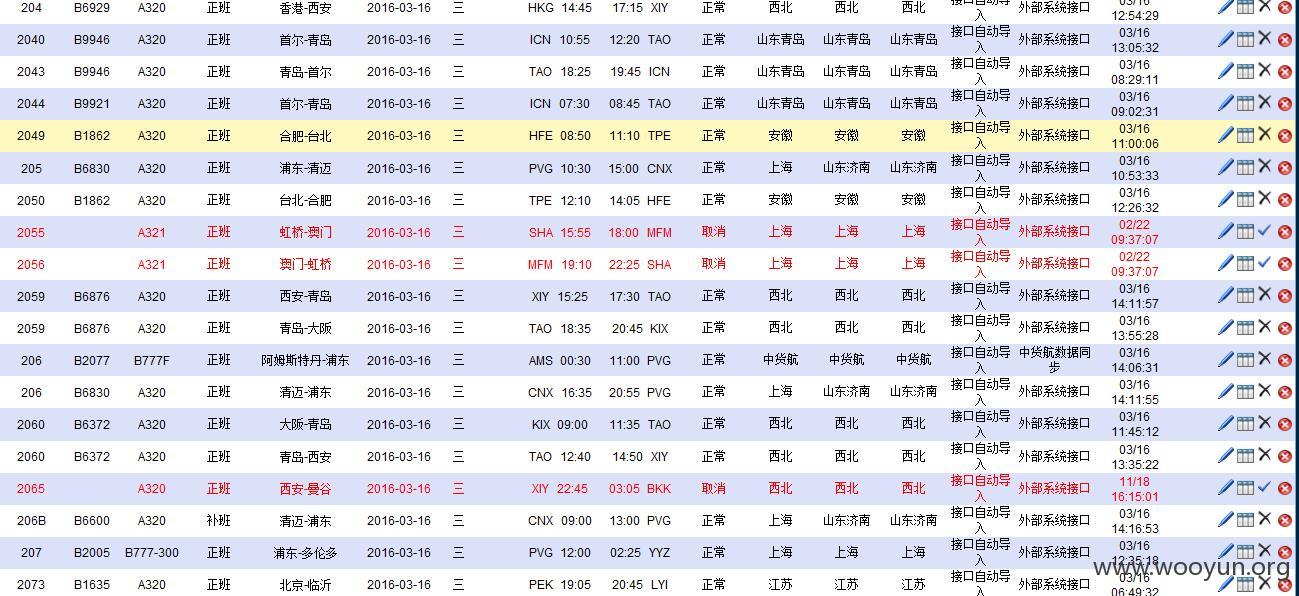 204 B6929 A320 正班 香港-西安 2016-03-16 三 HKG 14:45 17:15 XIY 正常 西北 西北 西北 接口自动导入 外部系统接口 03/16 12:54:29
2040 B9946 A320 正班 首尔-青岛 2016-03-16 三 ICN 10:55 12:20 TAO 正常 山东青岛 山东青岛 山东青岛 接口自动导入 外部系统接口 03/16 13:05:32
2043 B9946 A320 正班 青岛-首尔 2016-03-16 三 TAO 18:25 19:45 ICN 正常 山东青岛 山东青岛 山东青岛 接口自动导入 外部系统接口 03/16 08:29:11
2044 B9921 A320 正班 首尔-青岛 2016-03-16 三 ICN 07:30 08:45 TAO 正常 山东青岛 山东青岛 山东青岛 接口自动导入 外部系统接口 03/16 09:02:31
2049 B1862 A320 正班 合肥-台北 2016-03-16 三 HFE 08:50 11:10 TPE 正常 安徽 安徽 安徽 接口自动导入 外部系统接口 03/16 11:00:06
205 B6830 A320 正班 浦东-清迈 2016-03-16 三 PVG 10:30 15:00 CNX 正常 上海 山东济南 山东济南 接口自动导入 外部系统接口 03/16 10:53:33
2050 B1862 A320 正班 台北-合肥 2016-03-16 三 TPE 12:10 14:05 HFE 正常 安徽 安徽 安徽 接口自动导入 外部系统接口 03/16 12:26:32
2055 A321 正班 虹桥-澳门 2016-03-16 三 SHA 15:55 18:00 MFM 取消 上海 上海 上海 接口自动导入 外部系统接口 02/22 09:37:07
2056 A321 正班 澳门-虹桥 2016-03-16 三 MFM 19:10 22:25 SHA 取消 上海 上海 上海 接口自动导入 外部系统接口 02/22 09:37:07
2059 B6876 A320 正班 西安-青岛 2016-03-16 三 XIY 15:25 17:30 TAO 正常 西北 西北 西北 接口自动导入 外部系统接口 03/16 14:11:57
2059 B6876 A320 正班 青岛-大阪 2016-03-16 三 TAO 18:35 20:45 KIX 正常 西北 西北 西北 接口自动导入 外部系统接口 03/16 13:55:28
206 B2077 B777F 正班 阿姆斯特丹-浦东 2016-03-16 三 AMS 00:30 11:00 PVG 正常 中货航 中货航 中货航 接口自动导入 中货航数据同步 03/16 14:06:31
206 B6830 A320 正班 清迈-浦东 2016-03-16 三 CNX 16:35 20:55 PVG 正常 上海 山东济南 山东济南 接口自动导入 外部系统接口 03/16 14:11:55
2060 B6372 A320 正班 大阪-青岛 2016-03-16 三 KIX 09:00 11:35 TAO 正常 西北 西北 西北 接口自动导入 外部系统接口 03/16 11:45:12
2060 B6372 A320 正班 青岛-西安 2016-03-16 三 TAO 12:40 14:50 XIY 正常 西北 西北 西北 接口自动导入 外部系统接口 03/16 13:35:22
2065 A320 正班 西安-曼谷 2016-03-16 三 XIY 22:45 03:05 BKK 取消 西北 西北 西北 接口自动导入 外部系统接口 11/18 16:15:01
206B B6600 A320 补班 清迈-浦东 2016-03-16 三 CNX 09:00 13:00 PVG 正常 上海 山东济南 山东济南 接口自动导入 外部系统接口 03/16 14:16:53
207 B2005 B777-300 正班 浦东-多伦多 2016-03-16 三 PVG 12:00 02:25 YYZ 正常 上海 上海 上海 接口自动导入 外部系统接口 03/16 12:35:18
2073 B1635 A320 正班 北京-临沂 2016-03-16 三 PEK 19:05 20:45 LYI 正常 江苏 江苏 江苏 接口自动导入 外部系统接口 03/16 06:49:32
www.wooyun.org